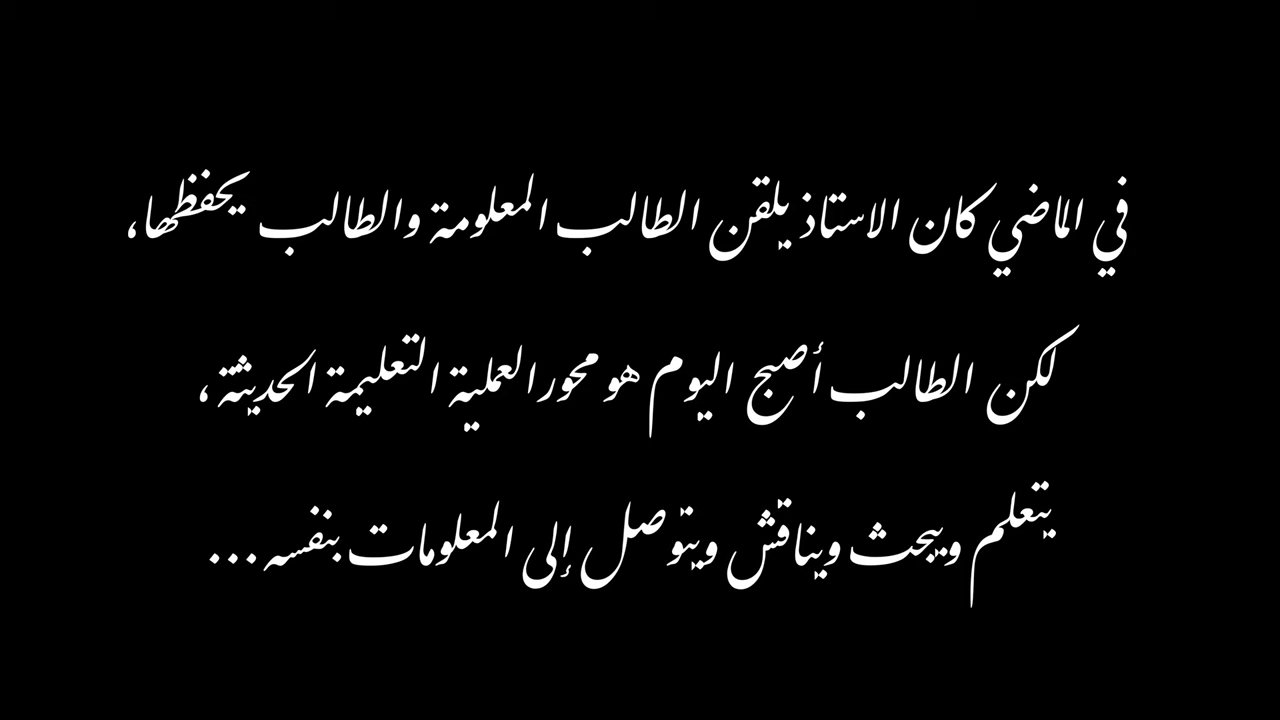 في الماضي كان الاستاذ يلقن الطالب المعلومة والطالب يحفظها،
لكن الطالب أصبح اليوم هو محور العملية التعليمة الحديثة،
يتعلم ويبحث ويناقش ويتوصل إلى المعلومات بنفسه...